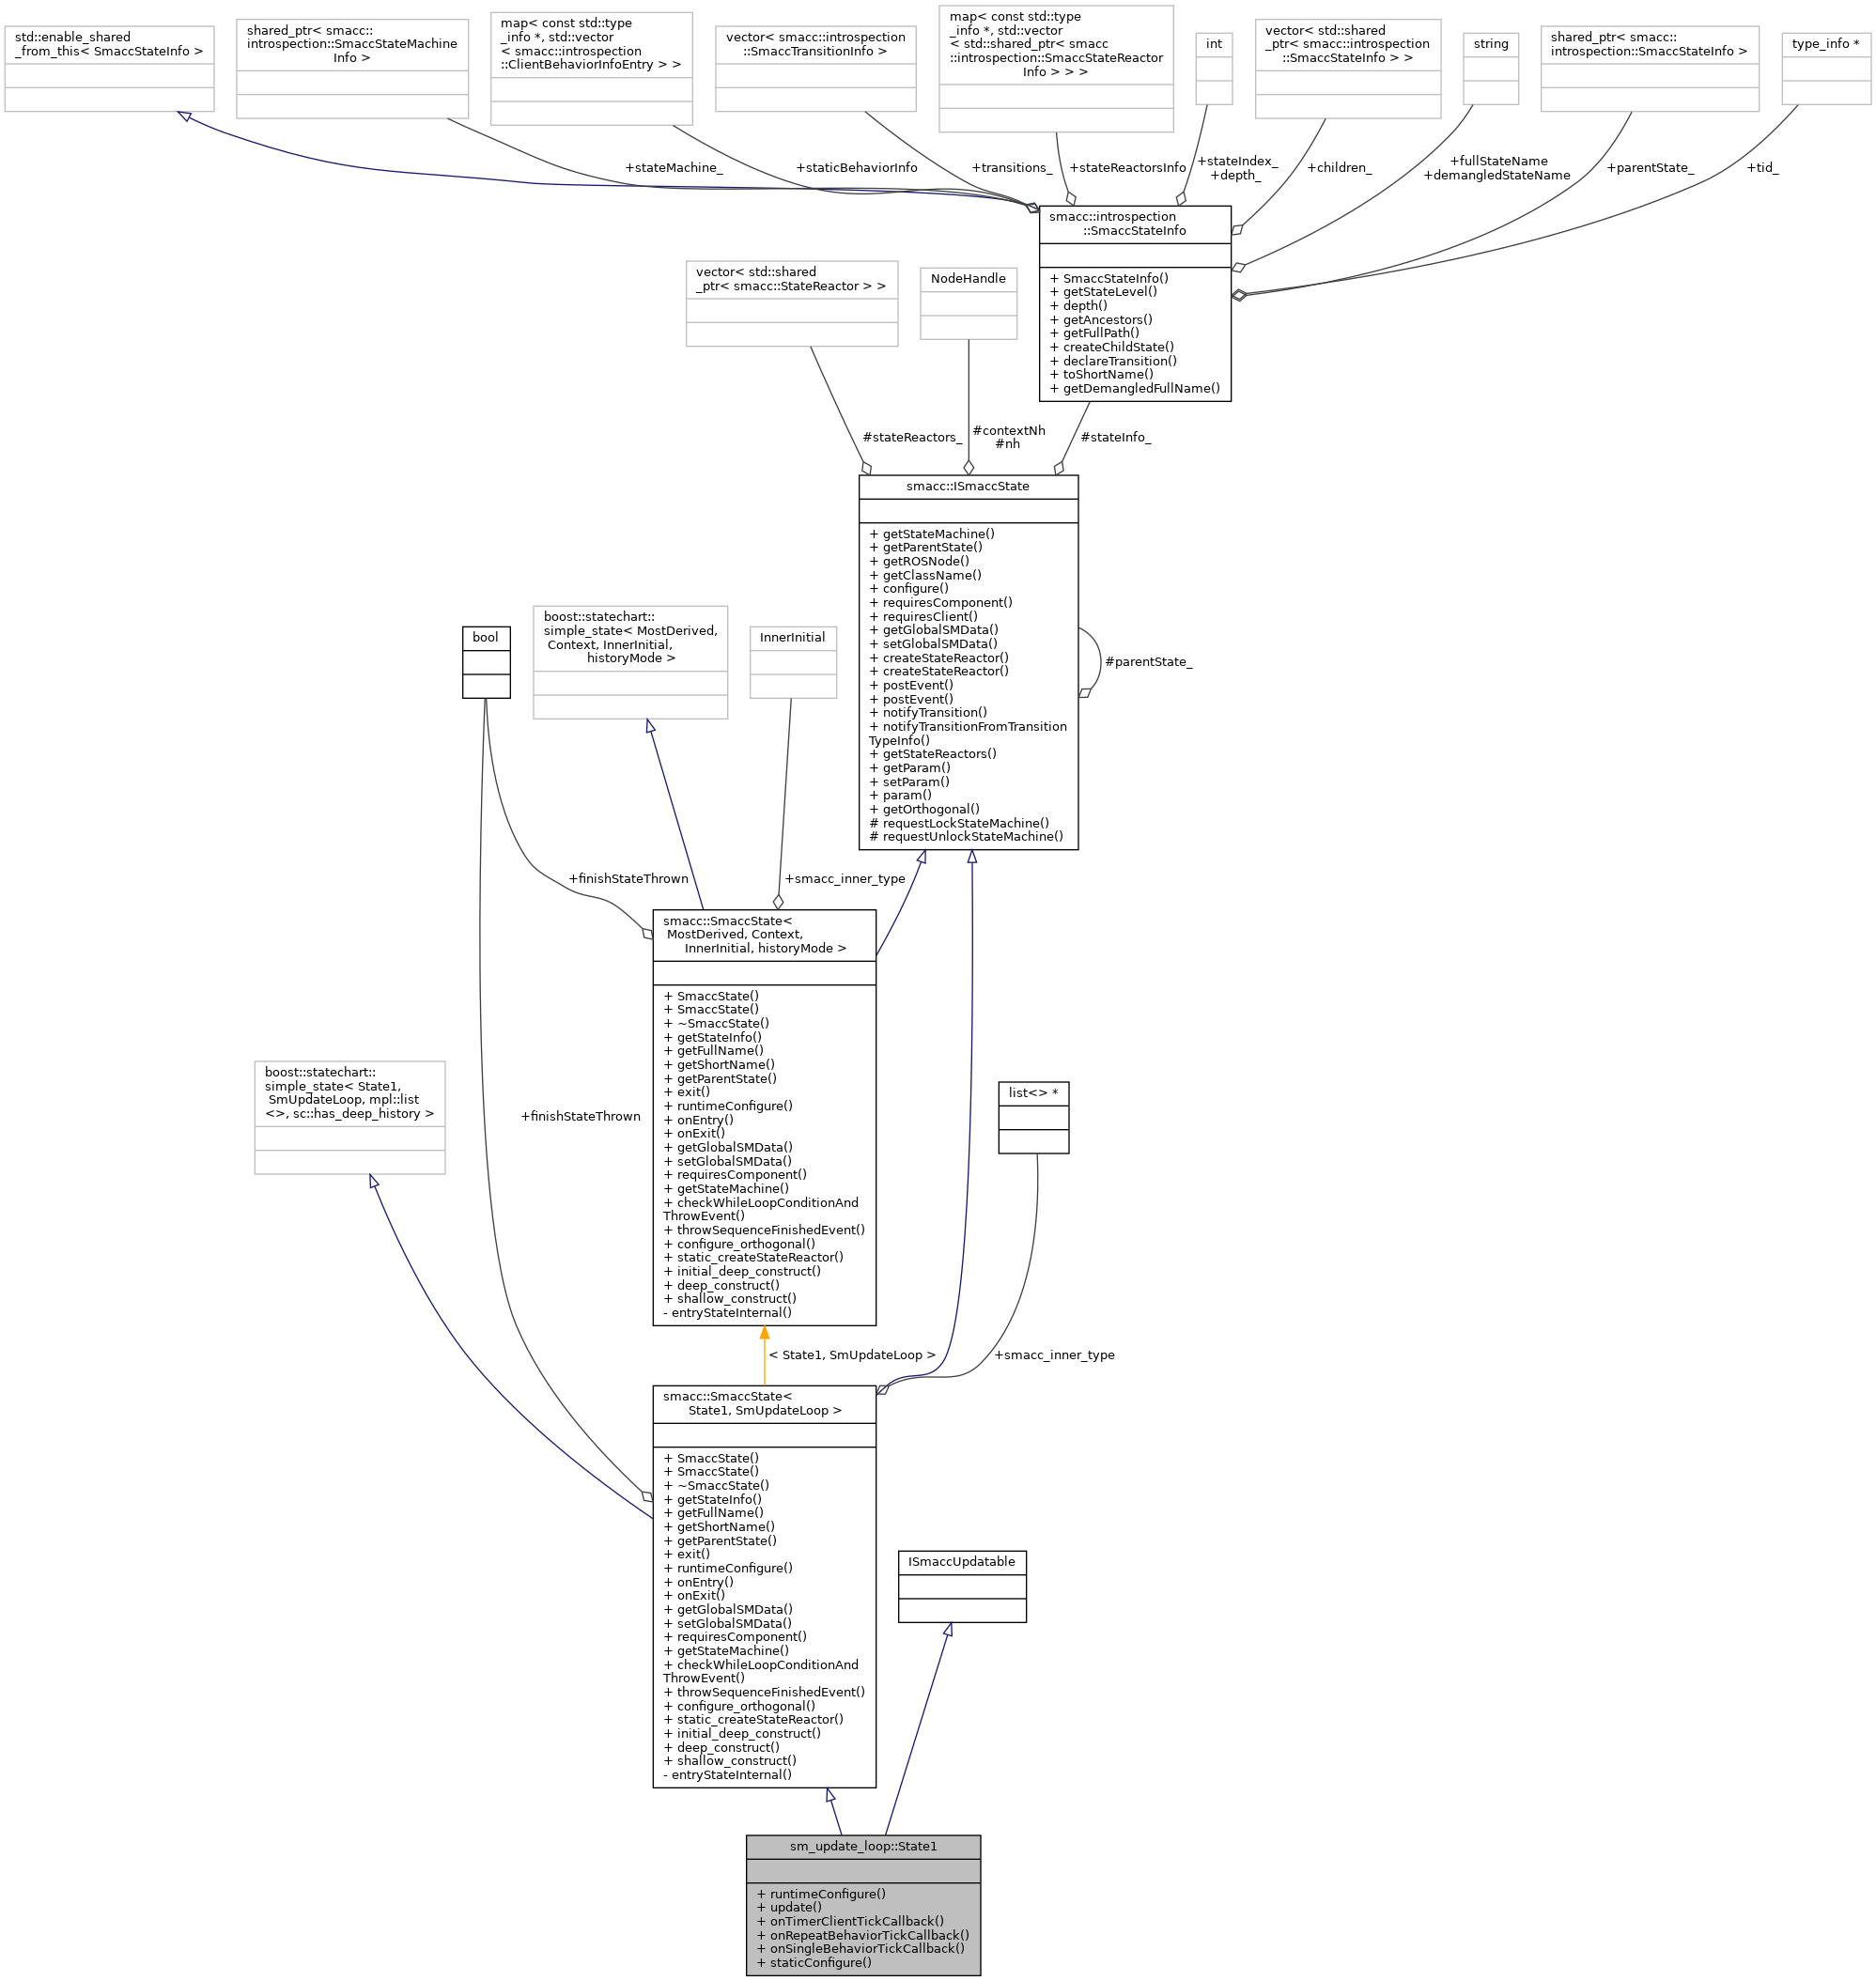 std::enable_shared
_from_this< SmaccStateInfo >
shared_ptr< smacc::
introspection::SmaccStateMachine
Info >
map< const std::type
_info *, std::vector
< smacc::introspection
::ClientBehaviorInfoEntry > >
vector< smacc::introspection
::SmaccTransitionInfo >
map< const std::type
_info *, std::vector
< std::shared_ptr< smacc
::introspection::SmaccStateReactor
Info > > >
int
vector< std::shared
_ptr< smacc::introspection
::SmaccStateInfo > >
string
shared_ptr< smacc::
introspection::SmaccStateInfo >
type_info *
+stateMachine_
+staticBehaviorInfo
+transitions_
+stateReactorsInfo
+stateIndex_
+depth_
+children_
+fullStateName
+demangledStateName
+parentState_
+tid_
smacc::introspection
::SmaccStateInfo
+ SmaccStateInfo()
+ getStateLevel()
+ depth()
+ getAncestors()
+ getFullPath()
+ createChildState()
+ declareTransition()
+ toShortName()
+ getDemangledFullName()
vector< std::shared
_ptr< smacc::StateReactor > >
NodeHandle
#stateReactors_
#contextNh
#nh
#stateInfo_
smacc::ISmaccState
+ getStateMachine()
+ getParentState()
+ getROSNode()
+ getClassName()
+ configure()
+ requiresComponent()
+ requiresClient()
+ getGlobalSMData()
+ setGlobalSMData()
+ createStateReactor()
+ createStateReactor()
+ postEvent()
+ postEvent()
+ notifyTransition()
+ notifyTransitionFromTransition
TypeInfo()
+ getStateReactors()
+ getParam()
+ setParam()
+ param()
+ getOrthogonal()
# requestLockStateMachine()
# requestUnlockStateMachine()
#parentState_
bool
boost::statechart::
simple_state< MostDerived,
Context, InnerInitial,
historyMode >
InnerInitial
+finishStateThrown
+smacc_inner_type
smacc::SmaccState<
MostDerived, Context,
InnerInitial, historyMode >
+ SmaccState()
+ SmaccState()
+ ~SmaccState()
+ getStateInfo()
+ getFullName()
+ getShortName()
+ getParentState()
+ exit()
+ runtimeConfigure()
+ onEntry()
+ onExit()
+ getGlobalSMData()
+ setGlobalSMData()
+ requiresComponent()
+ getStateMachine()
+ checkWhileLoopConditionAnd
ThrowEvent()
+ throwSequenceFinishedEvent()
+ configure_orthogonal()
+ static_createStateReactor()
+ initial_deep_construct()
+ deep_construct()
+ shallow_construct()
- entryStateInternal()
boost::statechart::
simple_state< State1,
SmUpdateLoop, mpl::list
<>, sc::has_deep_history >
+finishStateThrown
list<> *
< State1, SmUpdateLoop >
+smacc_inner_type
smacc::SmaccState<
State1, SmUpdateLoop >
+ SmaccState()
+ SmaccState()
+ ~SmaccState()
+ getStateInfo()
+ getFullName()
+ getShortName()
+ getParentState()
+ exit()
+ runtimeConfigure()
+ onEntry()
+ onExit()
+ getGlobalSMData()
+ setGlobalSMData()
+ requiresComponent()
+ getStateMachine()
+ checkWhileLoopConditionAnd
ThrowEvent()
+ throwSequenceFinishedEvent()
+ configure_orthogonal()
+ static_createStateReactor()
+ initial_deep_construct()
+ deep_construct()
+ shallow_construct()
- entryStateInternal()
ISmaccUpdatable
sm_update_loop::State1
+ runtimeConfigure()
+ update()
+ onTimerClientTickCallback()
+ onRepeatBehaviorTickCallback()
+ onSingleBehaviorTickCallback()
+ staticConfigure()